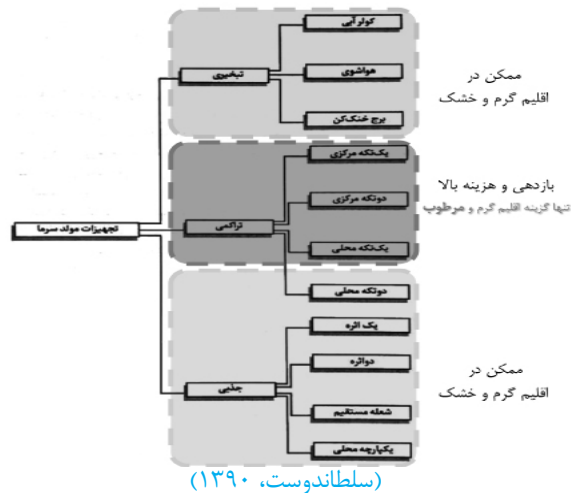 تجهیزات مولد سرما
تبخیری
کولر آبی
هواشوی
برج خنک‌کن
ممکن در
اقلیم گرم و خشک
تراکمی
یک‌تکه مرکزی
دوتکه مرکزی
یک‌تکه محلی
دوتکه محلی
بازدهی و هزینه بالا
تنها گزینه اقلیم گرم و مرطوب
جذبی
یک اثره
دواثره
شعله مستقیم
یکپارچه محلی
ممکن در
اقلیم گرم و خشک
(سلطاندوست، ۱۳۹۰)